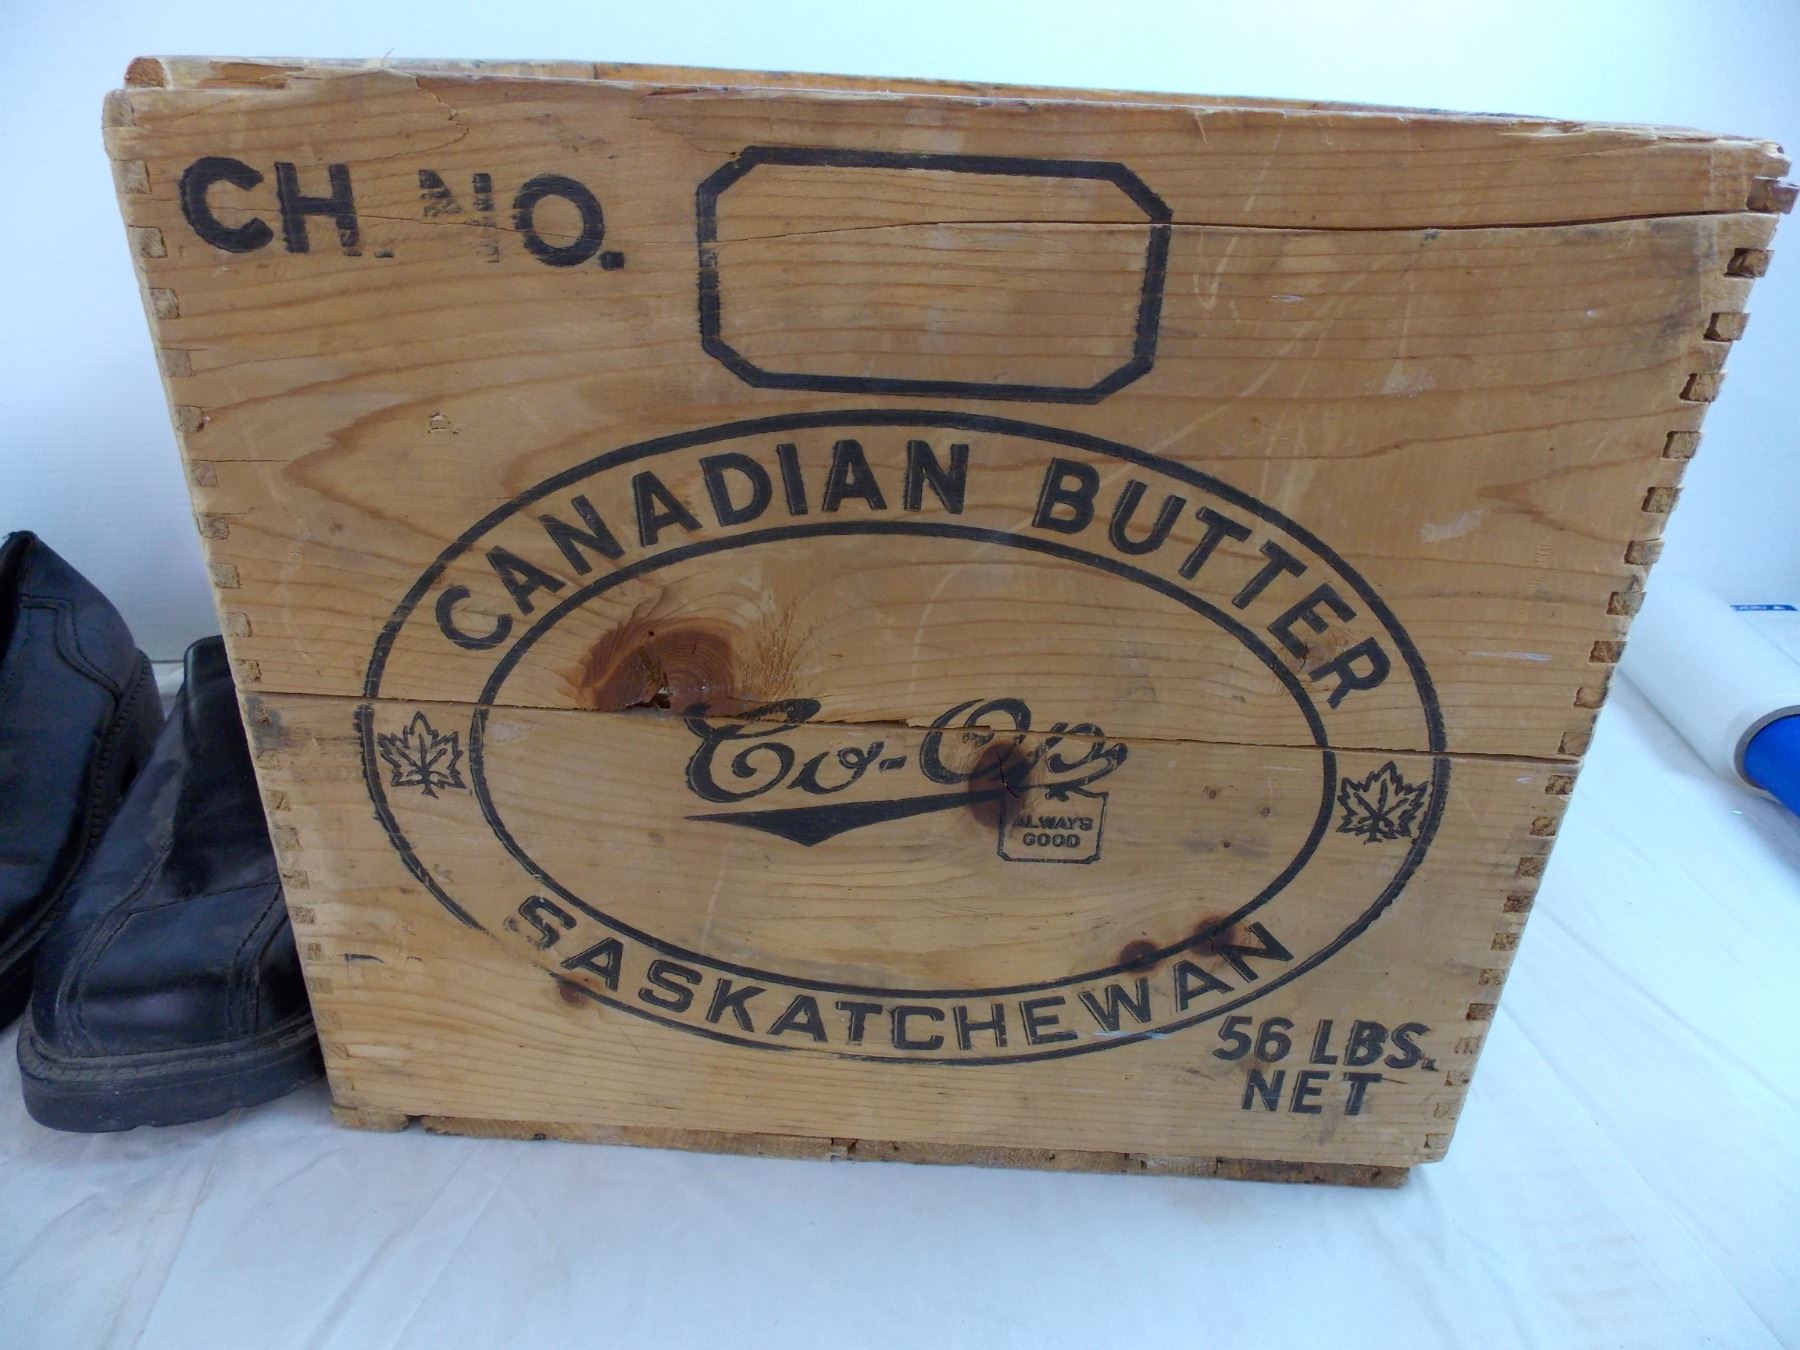 CH. NO.
CANADIAN BUTTER
Co-Op
ALWAYS
GOOD
SASKATCHEWAN
56 LBS.
NET